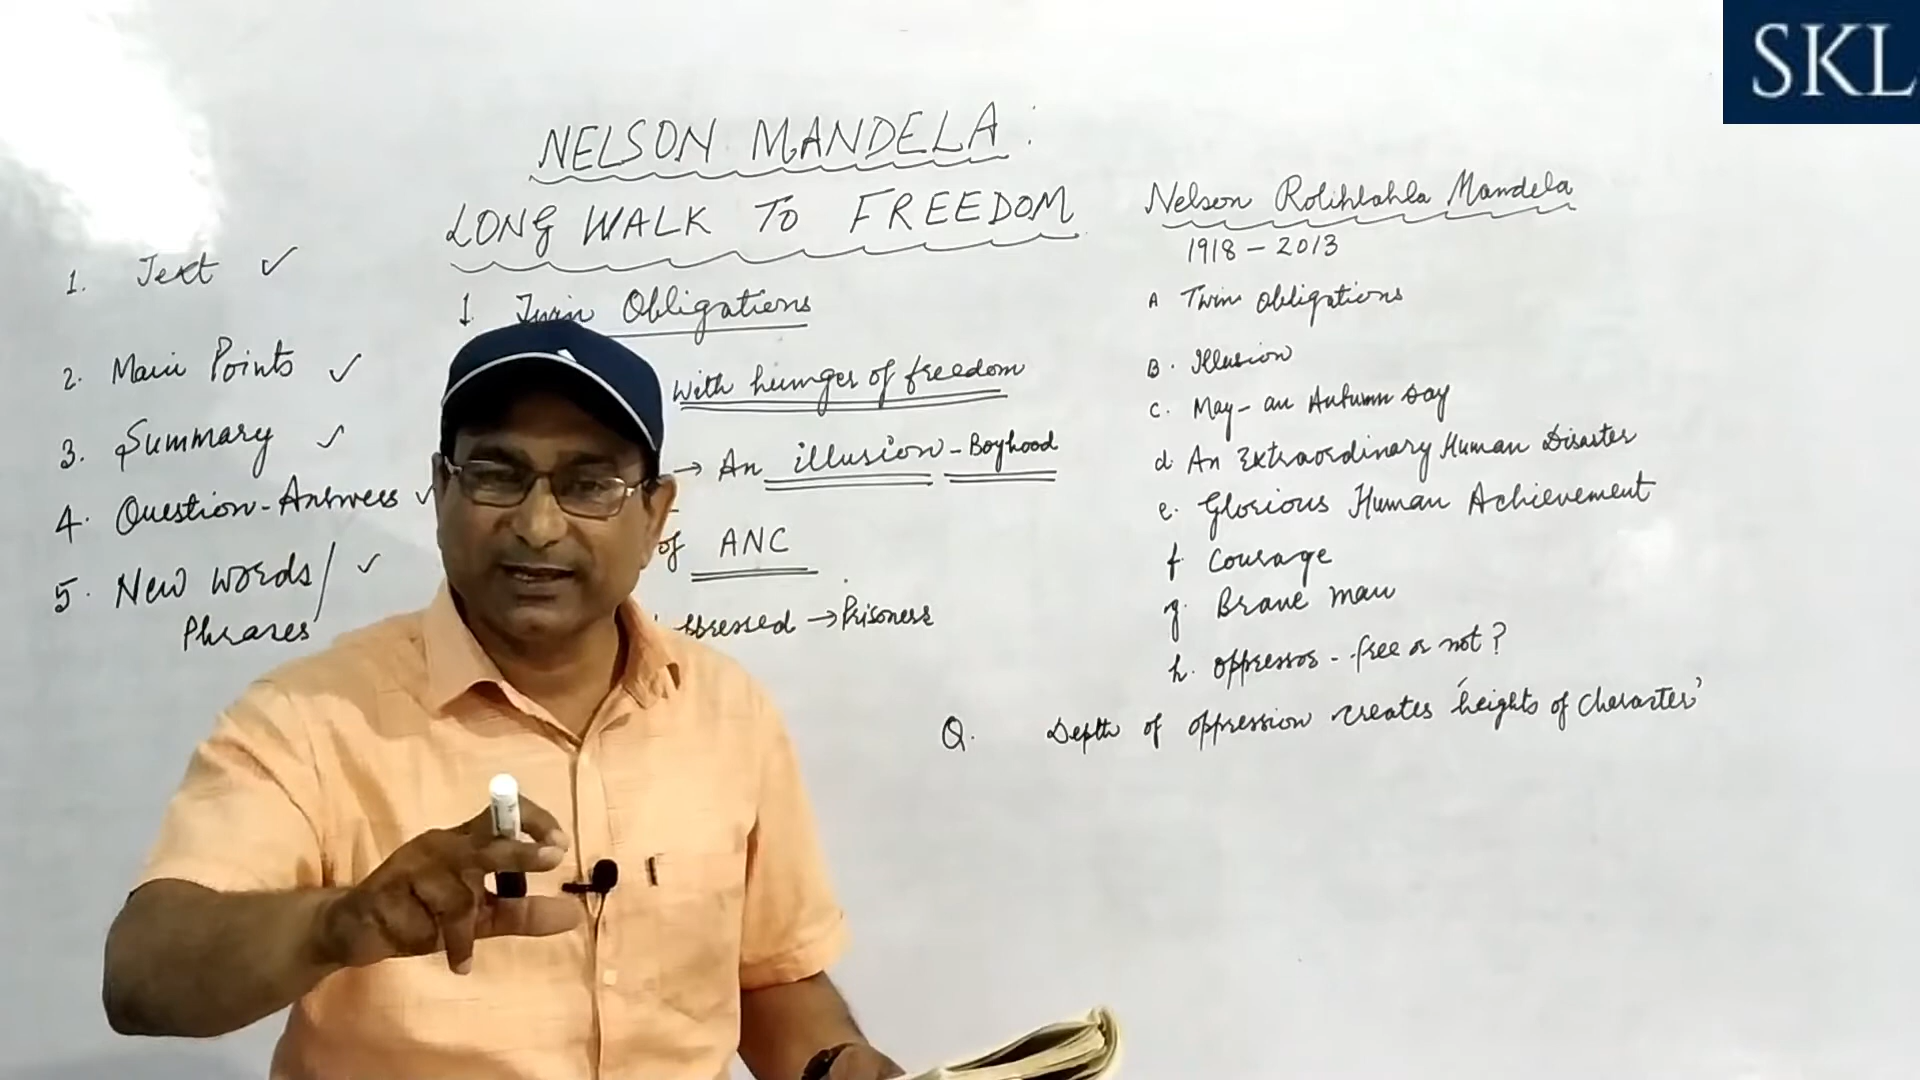 SKL
NELSON MANDELA:
LONG WALK TO FREEDOM
1. Text ✓
2. Main Points ✓
3. Summary ✓
4. Question-Answers ✓
5. New words/ ✓
Phrases
1. Twin Obligations
With hunger of freedom
→ An illusion - Boyhood
of ANC
→ Prisoners
Nelson Rolihlahla Mandela
1918 - 2013
A Twin obligations
B. Illusion
C. May - an Autumn Day
d. An Extraordinary Human Disaster
e. Glorious Human Achievement
f Courage
g. Brave man
h. oppressor - free or not?
Q. Depth of oppression creates 'heights of character'